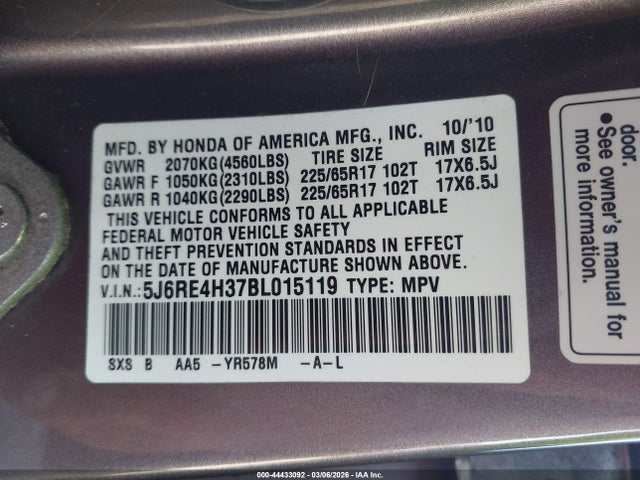 MFD. BY HONDA OF AMERICA MFG., INC. 10/'10
GVWR 2070KG(4560LBS) TIRE SIZE RIM SIZE
GAWR F 1050KG(2310LBS) 225/65R17 102T 17X6.5J
GAWR R 1040KG(2290LBS) 225/65R17 102T 17X6.5J
THIS VEHICLE CONFORMS TO ALL APPLICABLE
FEDERAL MOTOR VEHICLE SAFETY
AND THEFT PREVENTION STANDARDS IN EFFECT
ON THE DATE OF MANUFACTURE SHOWN ABOVE.
V.I.N.:5J6RE4H37BL015119 TYPE: MPV
SXS B AA5 -YR578M -A-L
door.
• See owner's
manual for
more
information.
000-44433092 - 03/06/2026 - IAA Inc.